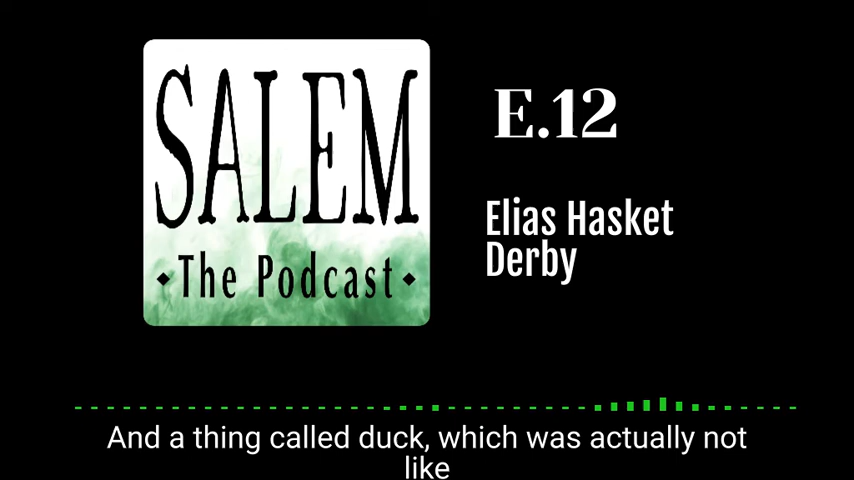 SALEM
• The Podcast •
E.12
Elias Hasket
Derby
And a thing called duck, which was actually not
like